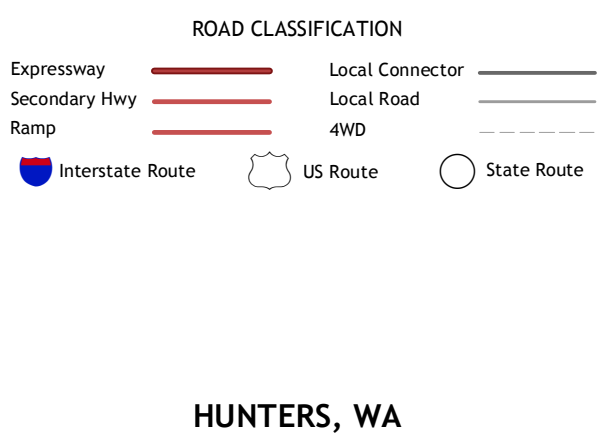 ROAD CLASSIFICATION
Expressway
Local Connector
Secondary Hwy
Local Road
Ramp
4WD
Interstate Route
US Route
State Route
HUNTERS, WA